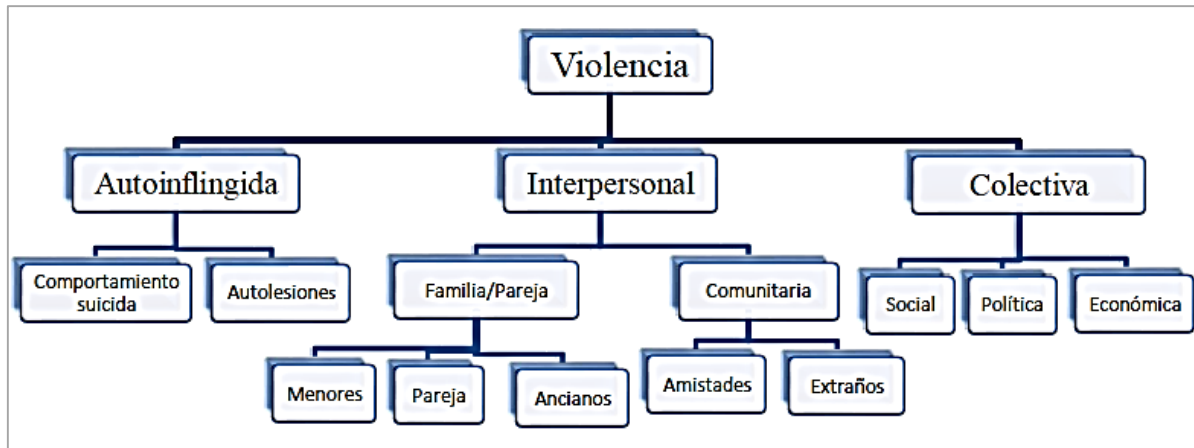 Violencia
Autoinflingida
Interpersonal
Colectiva
Comportamiento
suicida
Autolesiones
Familia/Pareja
Comunitaria
Social
Política
Económica
Menores
Pareja
Ancianos
Amistades
Extraños